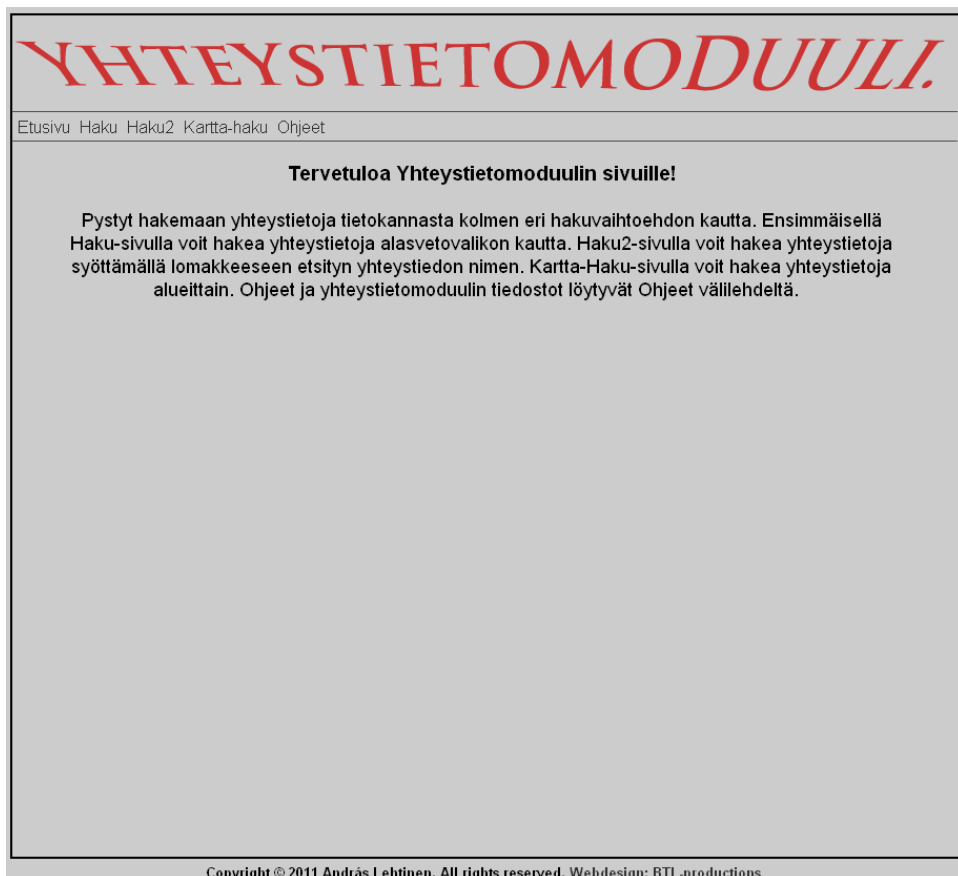 YHTEYSTIETOMODUULI.
Etusivu Haku Haku2 Kartta-haku Ohjeet
Tervetuloa Yhteystietomoduulin sivuille!
Pystyt hakemaan yhteystietoja tietokannasta kolmen eri hakuvaihtoehdon kautta. Ensimmäisellä
Haku-sivulla voit hakea yhteystietoja alasvetovalikon kautta. Haku2-sivulla voit hakea yhteystietoja
syöttämällä lomakkeeseen etsityn yhteystiedon nimen. Kartta-Haku-sivulla voit hakea yhteystietoja
alueittain. Ohjeet ja yhteystietomoduulin tiedostot löytyvät Ohjeet välilehdeltä.
Copyright © 2011 András Lehtinen. All rights reserved. Webdesign: BTL-productions